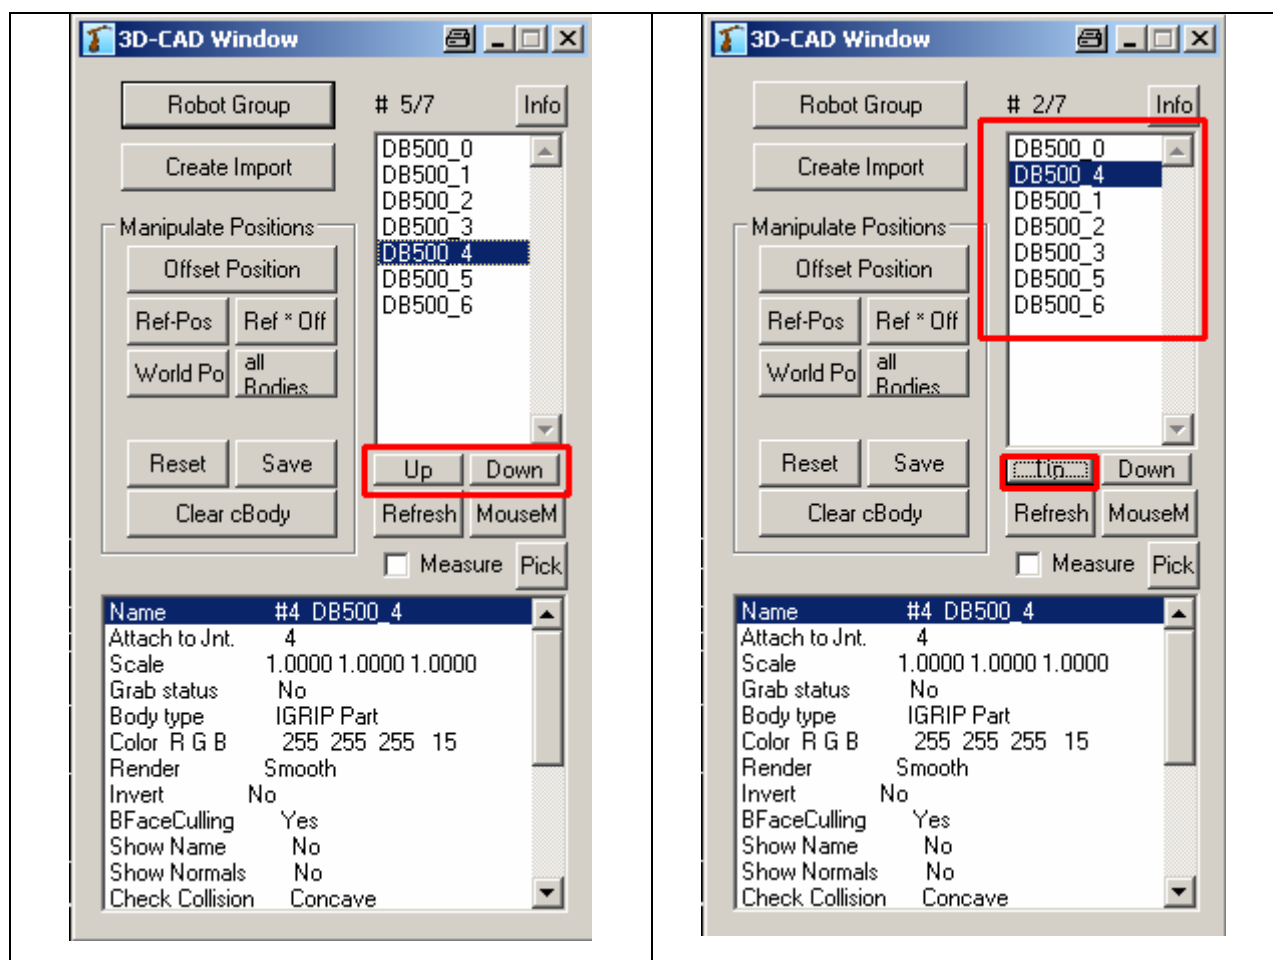 3D-CAD Window
Robot Group
# 5/7
Info
Create Import
DB500_0
DB500_1
DB500_2
DB500_3
DB500_4
DB500_5
DB500_6
Manipulate Positions
Offset Position
Ref-Pos
Ref * Off
World Po
all
Bodies
Reset
Save
Up
Down
Clear cBody
Refresh
MouseM
Measure
Pick
Name #4 DB500_4
Attach to Jnt. 4
Scale 1.0000 1.0000 1.0000
Grab status No
Body type IGRIP Part
Color R G B 255 255 255 15
Render Smooth
Invert No
BFaceCulling Yes
Show Name No
Show Normals No
Check Collision Concave
3D-CAD Window
Robot Group
# 2/7
Info
Create Import
DB500_0
DB500_4
DB500_1
DB500_2
DB500_3
DB500_5
DB500_6
Manipulate Positions
Offset Position
Ref-Pos
Ref * Off
World Po
all
Bodies
Reset
Save
Up
Down
Clear cBody
Refresh
MouseM
Measure
Pick
Name #4 DB500_4
Attach to Jnt. 4
Scale 1.0000 1.0000 1.0000
Grab status No
Body type IGRIP Part
Color R G B 255 255 255 15
Render Smooth
Invert No
BFaceCulling Yes
Show Name No
Show Normals No
Check Collision Concave